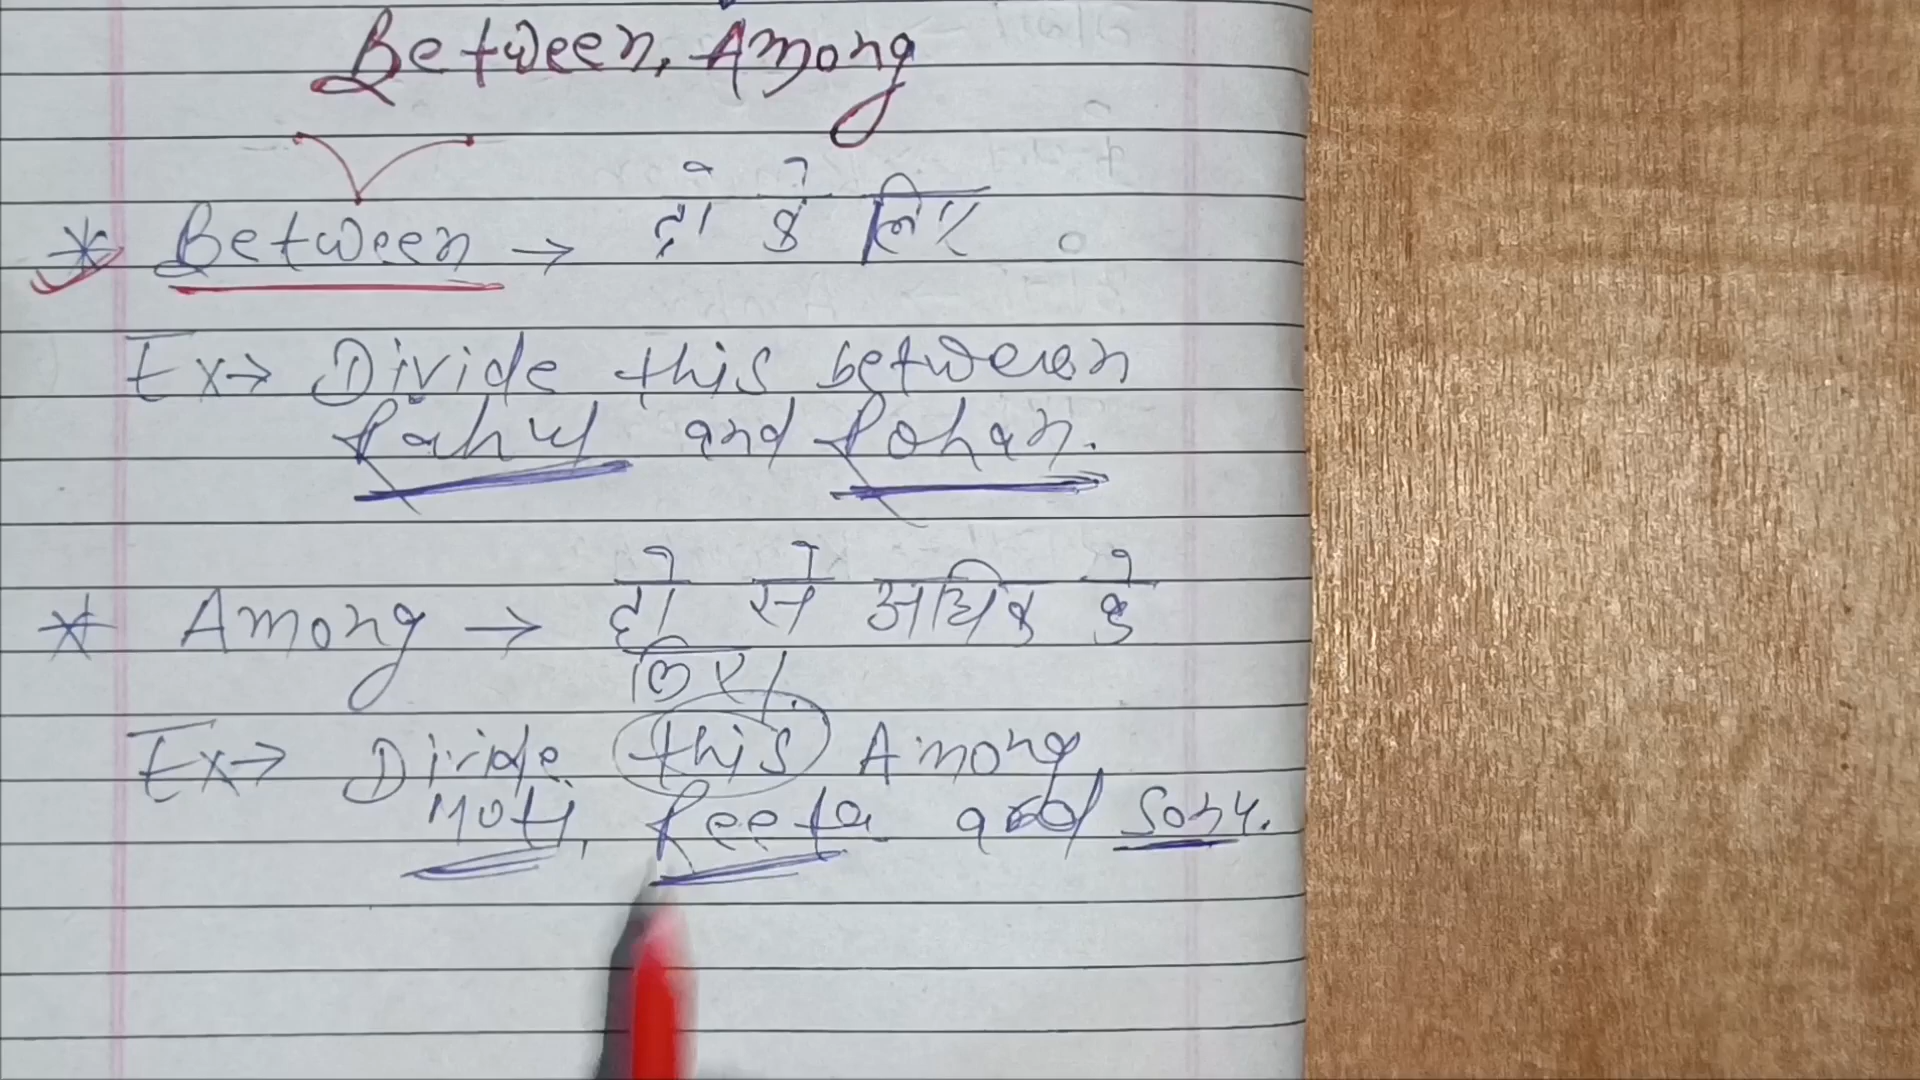 Between, Among
* Between → दो के लिए
Ex→ Divide this between
Rahul and Rohan.
* Among → दो से अधिक के
लिए।
Ex→ Divide this Among
Moti, Reeta and Sonu.